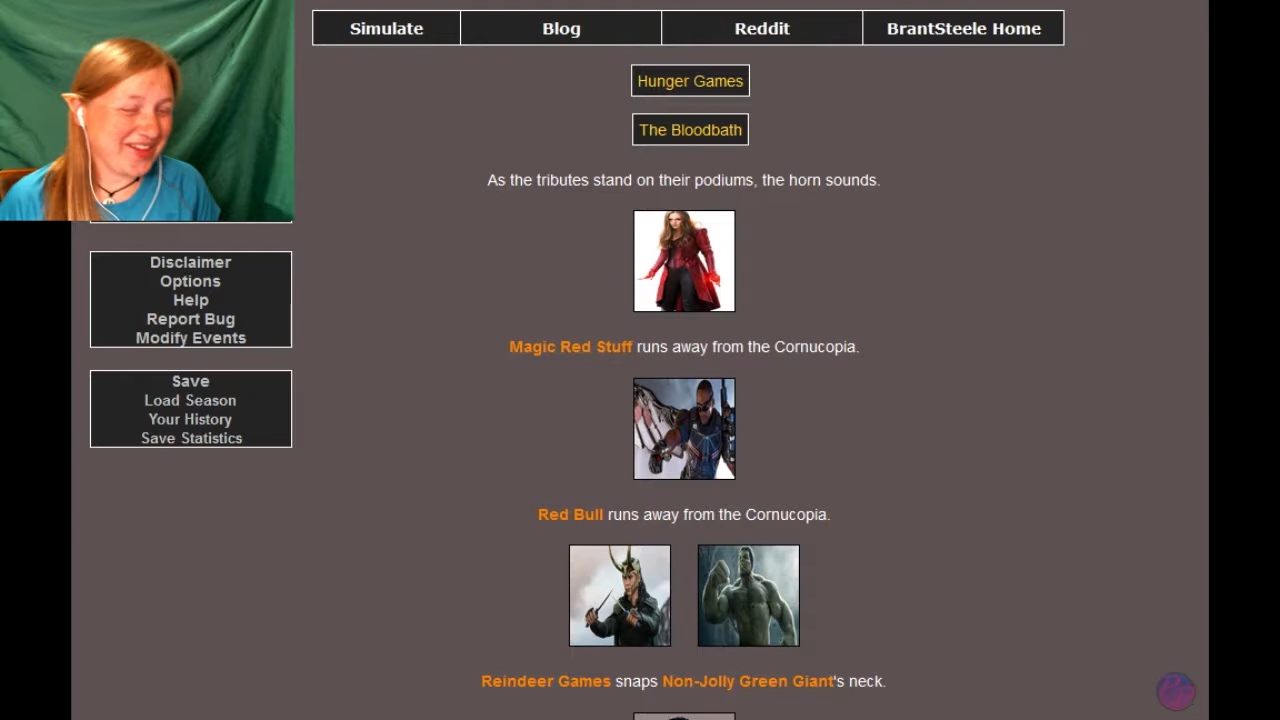 Simulate
Blog
Reddit
BrantSteele Home
Hunger Games
The Bloodbath
As the tributes stand on their podiums, the horn sounds.
Disclaimer
Options
Help
Report Bug
Modify Events
Magic Red Stuff runs away from the Cornucopia.
Save
Load Season
Your History
Save Statistics
Red Bull runs away from the Cornucopia.
Reindeer Games snaps Non-Jolly Green Giant's neck.